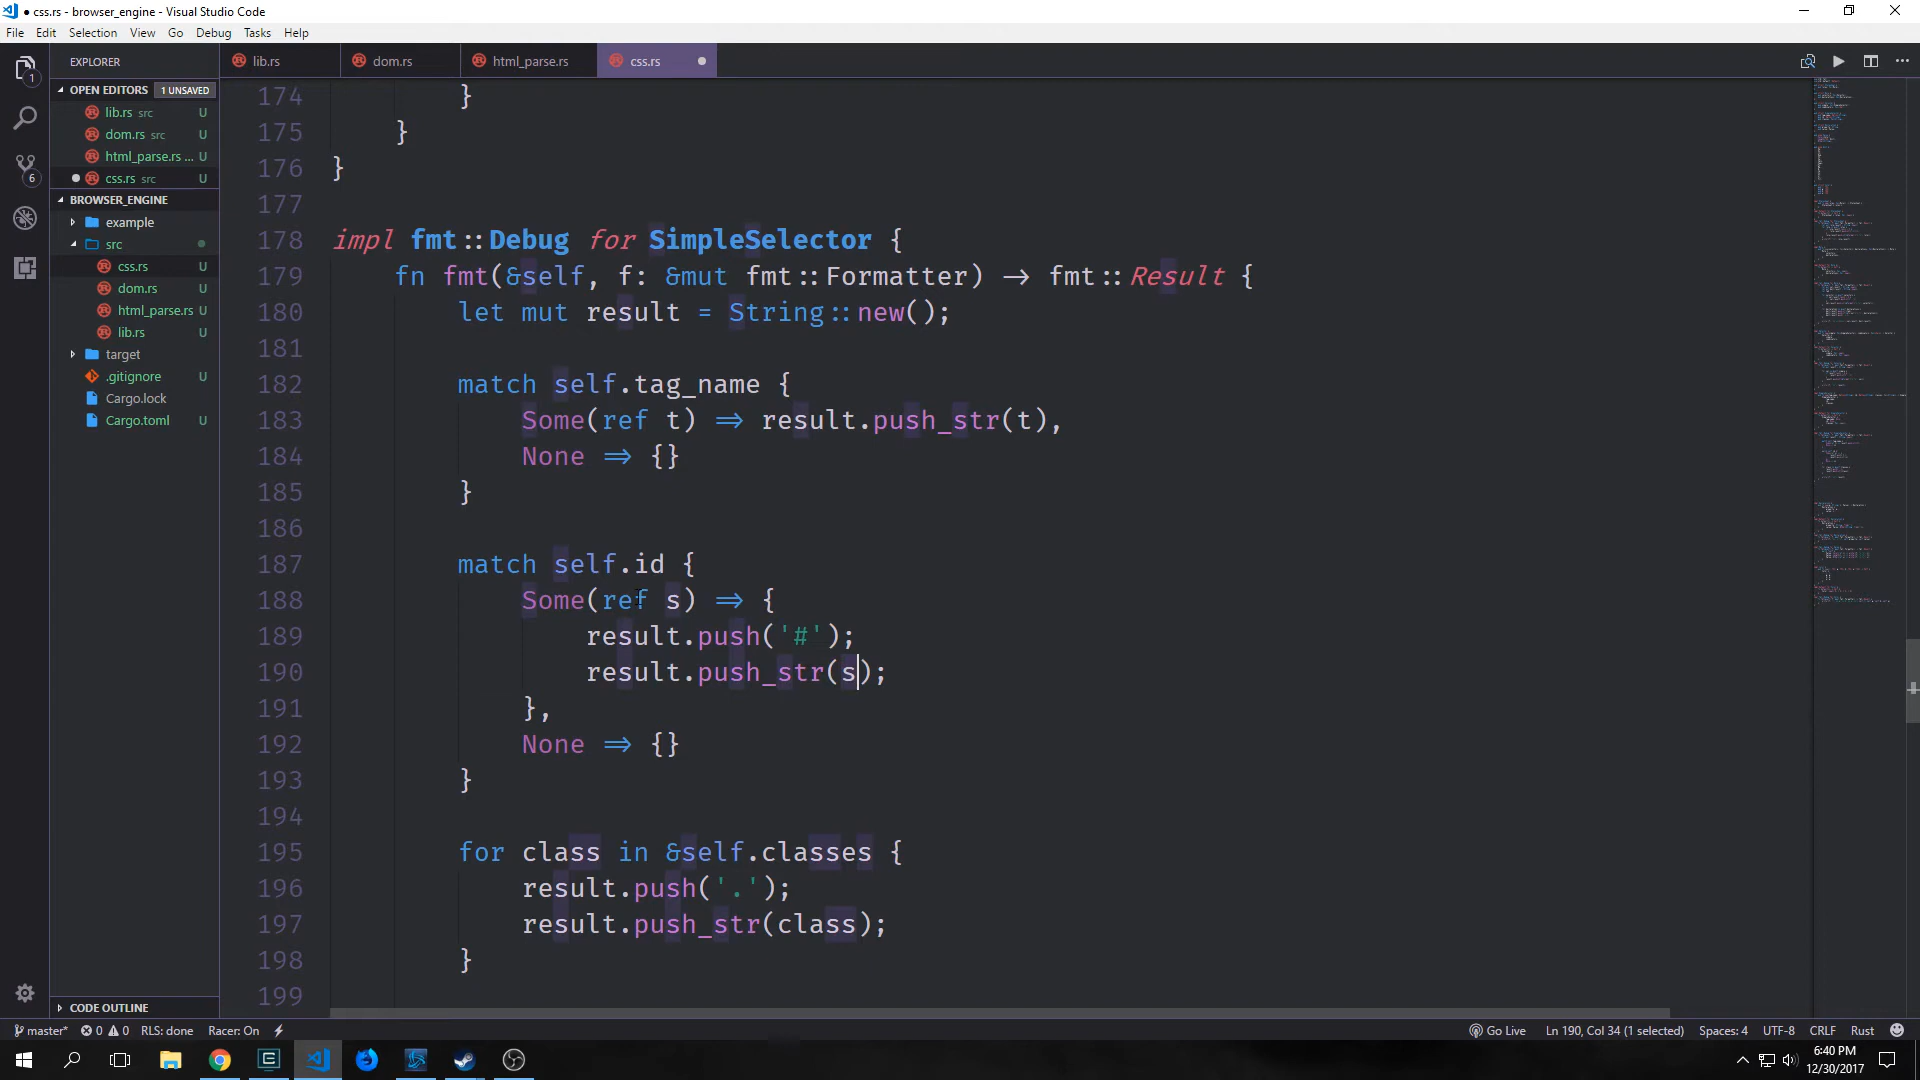 ● css.rs - browser_engine - Visual Studio Code
File Edit Selection View Go Debug Tasks Help
EXPLORER
lib.rs dom.rs html_parse.rs css.rs
OPEN EDITORS 1 UNSAVED
lib.rs src U
dom.rs src U
html_parse.rs ... U
css.rs src U
BROWSER_ENGINE
example
src
css.rs U
dom.rs U
html_parse.rs U
lib.rs U
target
.gitignore U
Cargo.lock
Cargo.toml U
CODE OUTLINE
1
6
174 }
175 }
176 }
177
178 impl fmt::Debug for SimpleSelector {
179 fn fmt(&self, f: &mut fmt::Formatter) → fmt::Result {
180 let mut result = String::new();
181
182 match self.tag_name {
183 Some(ref t) ⇒ result.push_str(t),
184 None ⇒ {}
185 }
186
187 match self.id {
188 Some(ref s) ⇒ {
189 result.push('#');
190 result.push_str(s);
191 },
192 None ⇒ {}
193 }
194
195 for class in &self.classes {
196 result.push('.');
197 result.push_str(class);
198 }
199
master* 0 0 RLS: done Racer: On Go Live Ln 190, Col 34 (1 selected) Spaces: 4 UTF-8 CRLF Rust
6:40 PM
12/30/2017